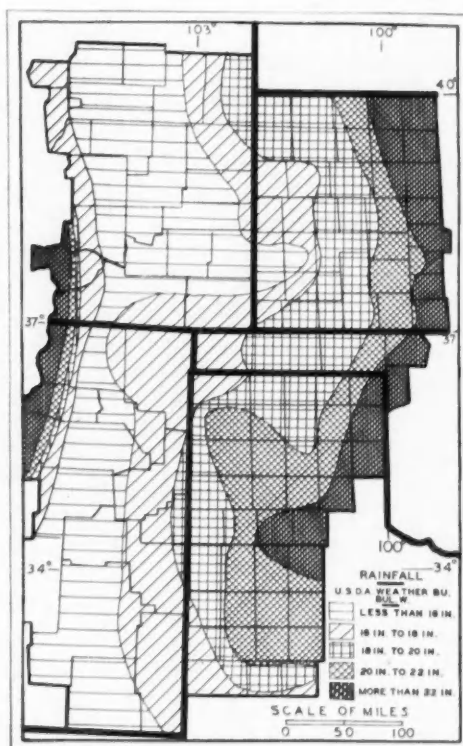 103°
100°
40°
37°
37
100°
34°
34°
RAINFALL
U.S.D.A. WEATHER BU.
BUL. W.
LESS THAN 16 IN.
16 IN. TO 18 IN.
18 IN. TO 20 IN.
20 IN. TO 22 IN.
MORE THAN 22 IN.
SCALE OF MILES
0 50 100